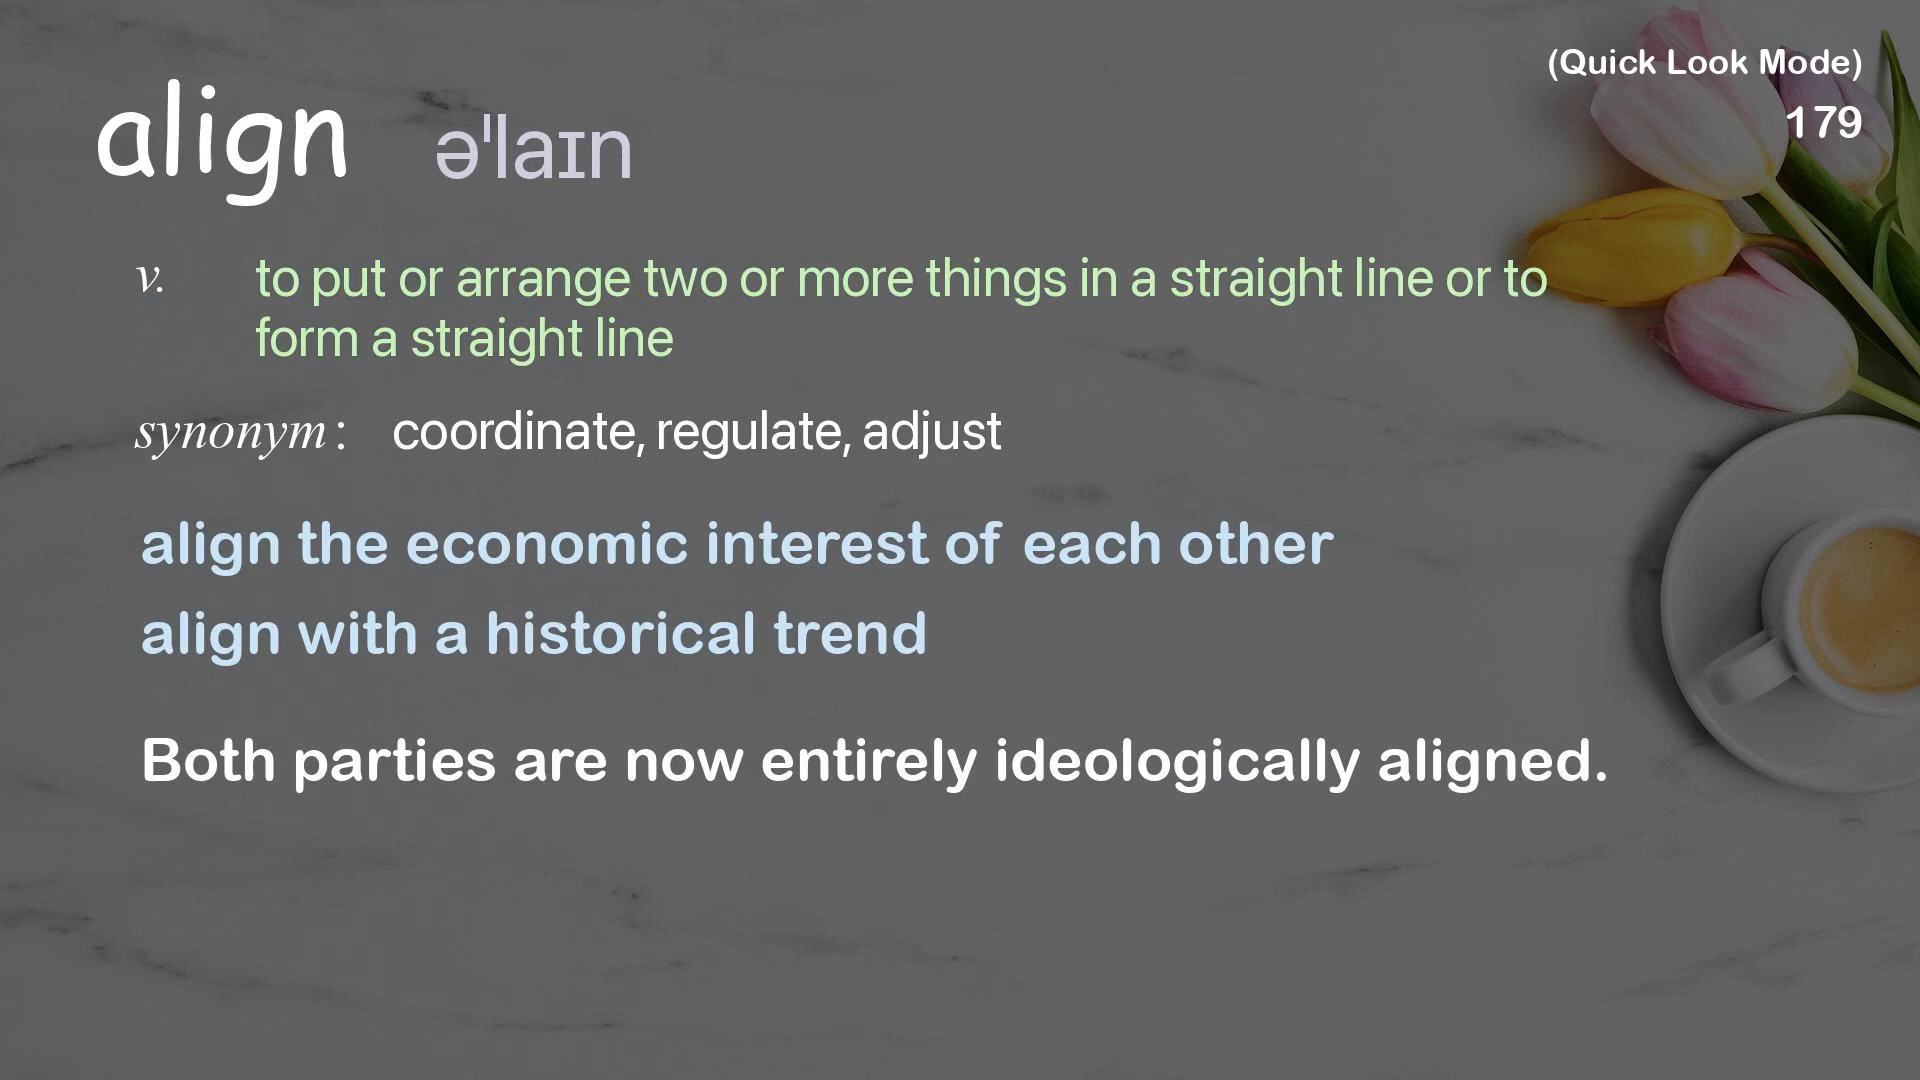 (Quick Look Mode)
179
align əˈlaɪn
v. to put or arrange two or more things in a straight line or to
form a straight line
synonym: coordinate, regulate, adjust
align the economic interest of each other
align with a historical trend
Both parties are now entirely ideologically aligned.